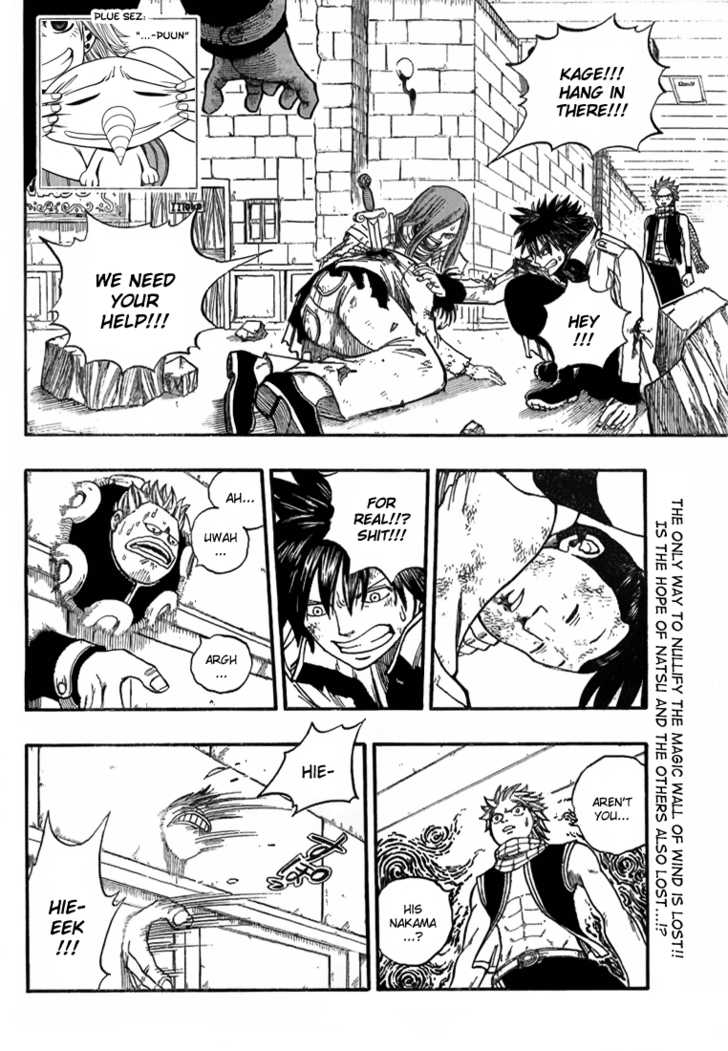 PLUE SEZ:
"...-PUUN"
KAGE!!!
HANG IN
THERE!!!
WE NEED
YOUR
HELP!!!
HEY
!!!
THE ONLY WAY TO NULLIFY THE MAGIC WALL OF WIND IS LOST!!
IS THE HOPE OF NATSU AND THE OTHERS ALSO LOST...!?
AH...
UWAH
...
ARGH
...
FOR
REAL!!?
SHIT!!!
HIE-
HIE-
EEK
!!!
AREN'T
YOU...
HIS
NAKAMA
...?